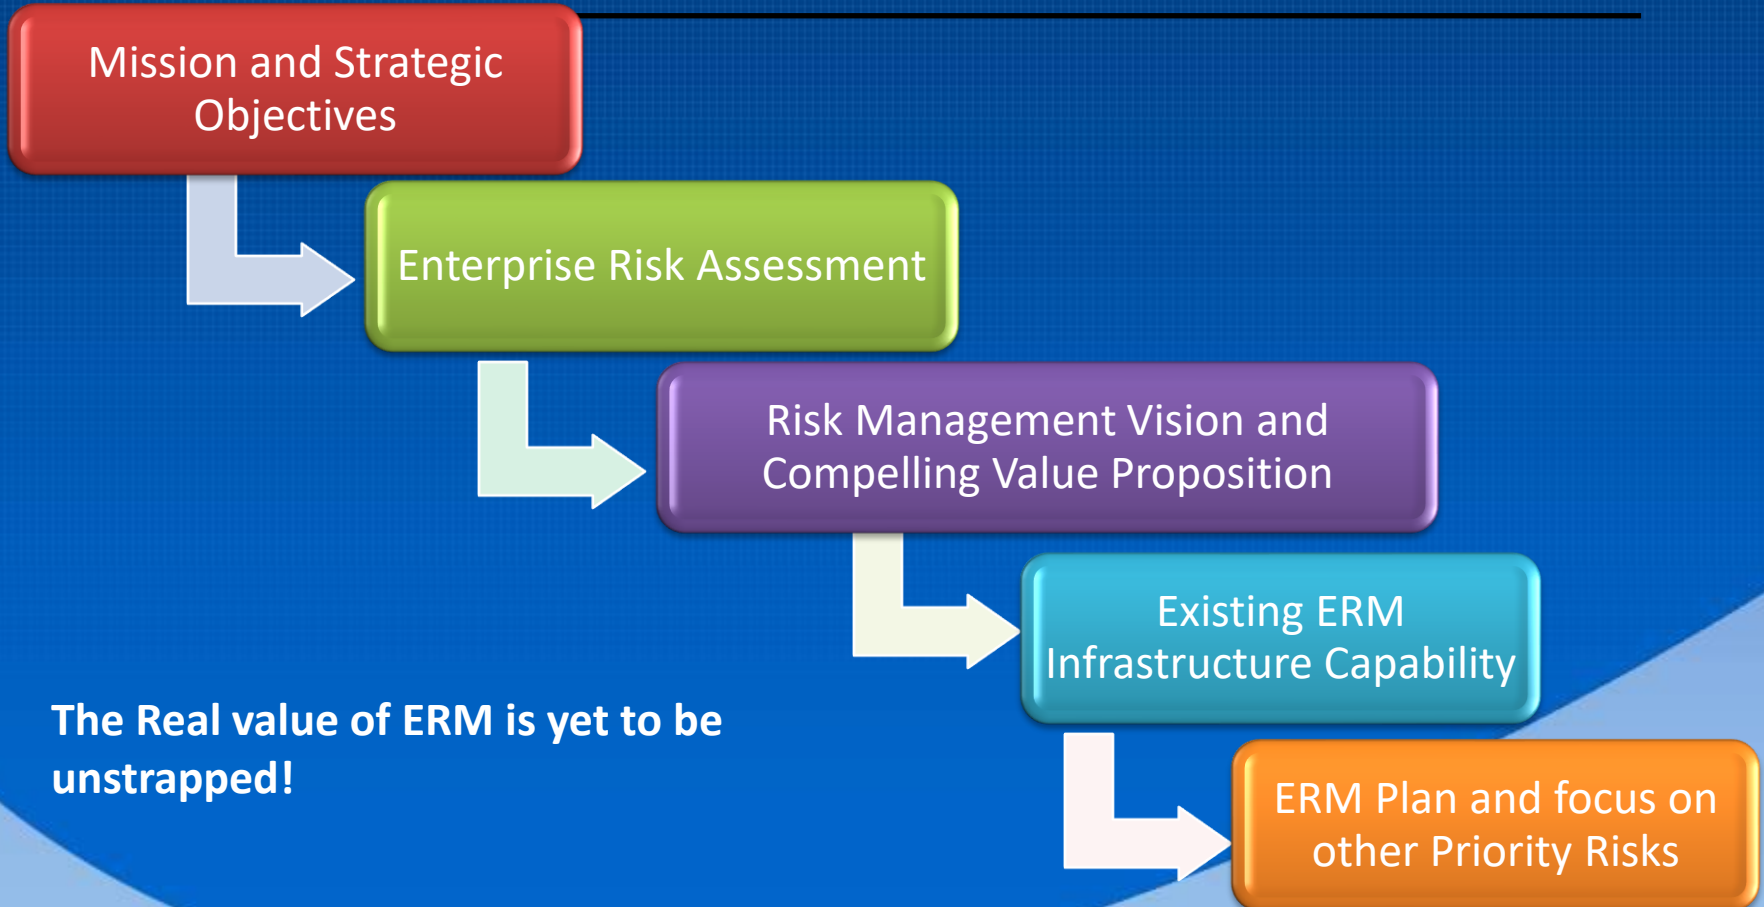 Mission and Strategic
Objectives
Enterprise Risk Assessment
Risk Management Vision and
Compelling Value Proposition
Existing ERM
Infrastructure Capability
The Real value of ERM is yet to be
unstrapped!
ERM Plan and focus on
other Priority Risks